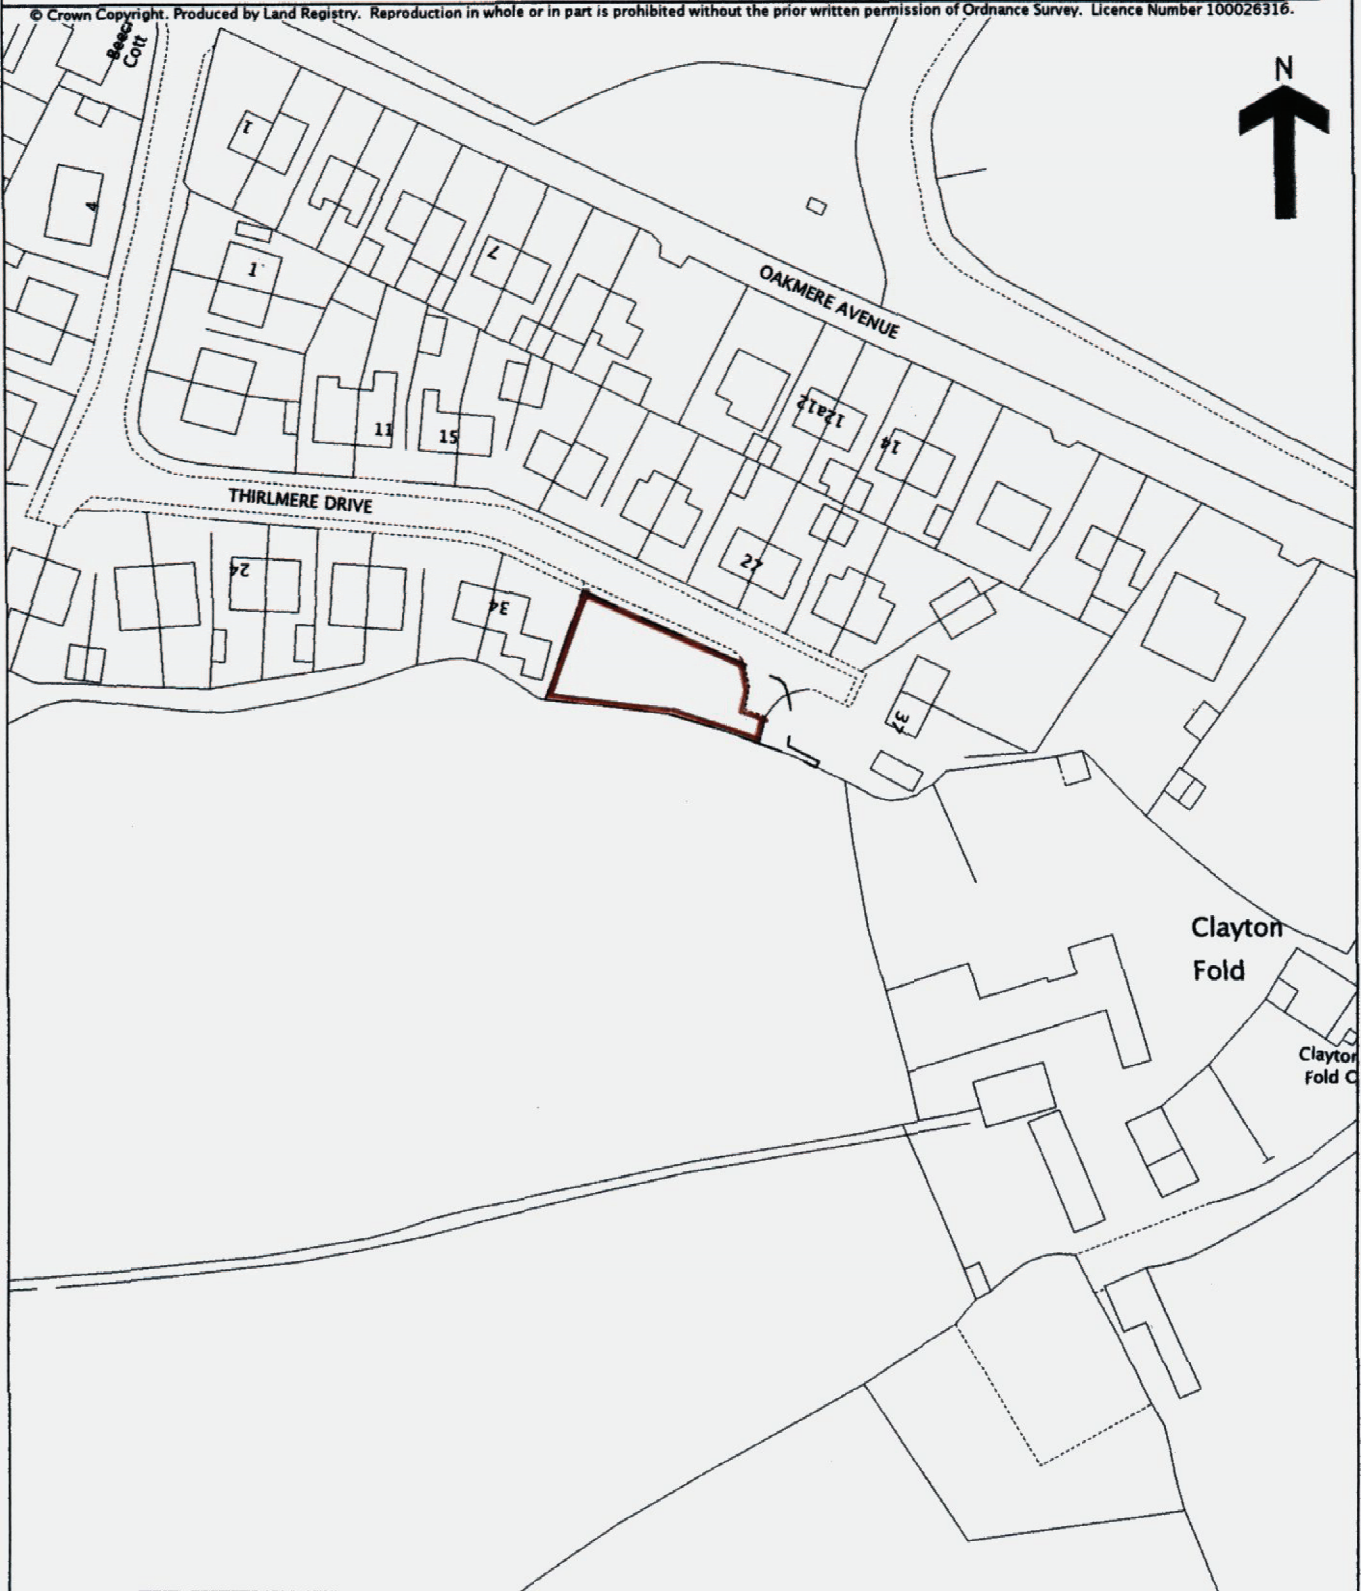 © Crown Copyright. Produced by Land Registry. Reproduction in whole or in part is prohibited without the prior written permission of Ordnance Survey. Licence Number 100026316.
Cott
N
1
4
7
1
OAKMERE AVENUE
12a12
14
11
15
THIRLMERE DRIVE
24
27
34
37
Clayton
Fold
Clayton
Fold C